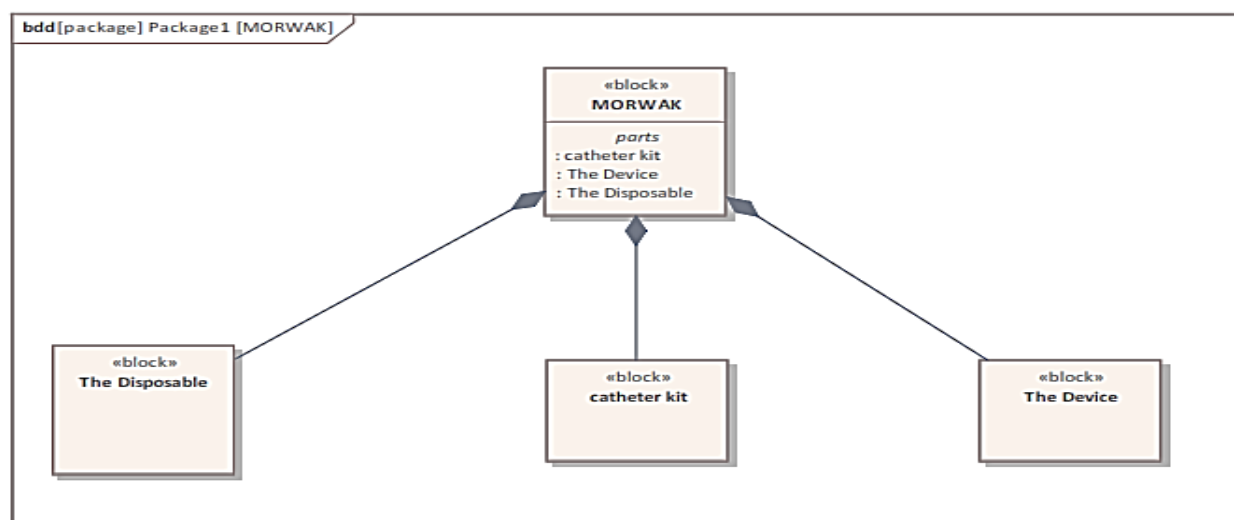 bdd[package] Package1 [MORWAK]
«block»
MORWAK
parts
: catheter kit
: The Device
: The Disposable
«block»
The Disposable
«block»
catheter kit
«block»
The Device